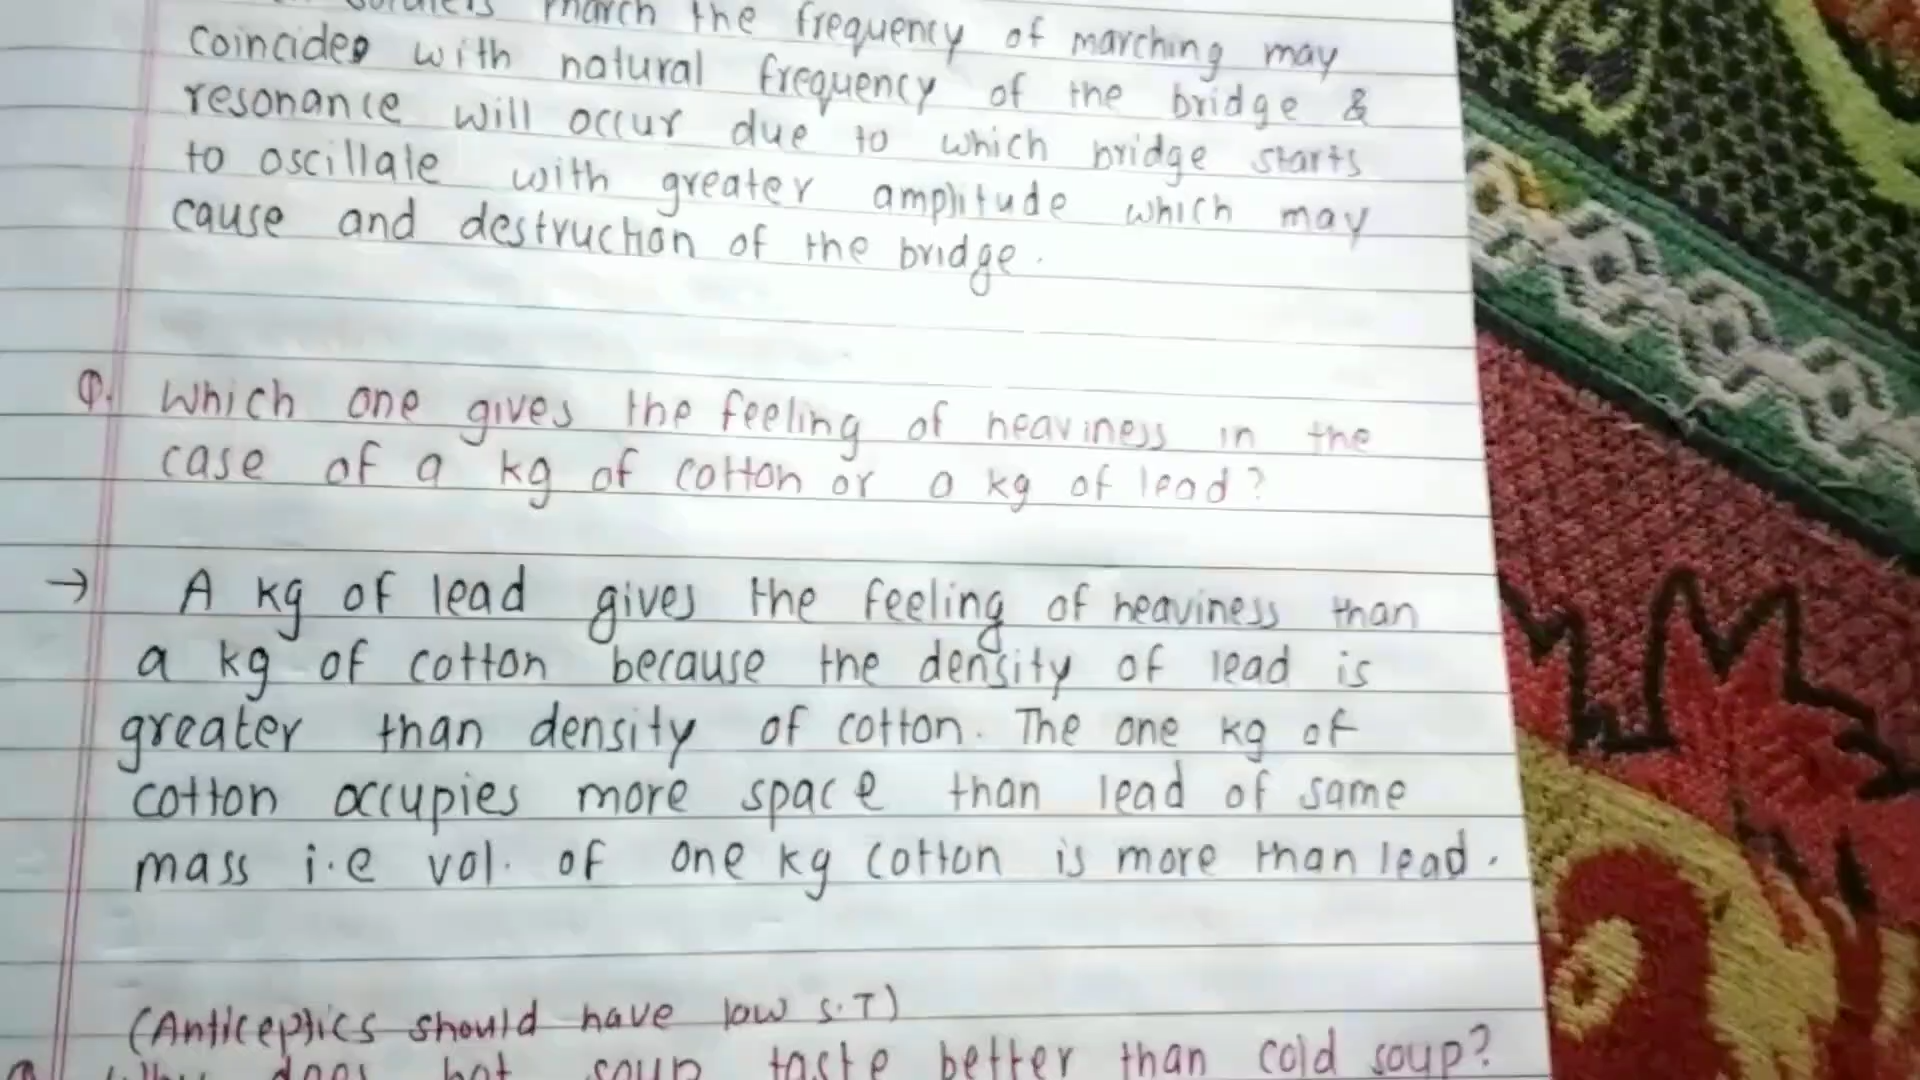 soldiers march the frequency of marching may
coincides with natural frequency of the bridge &
resonance will occur due to which bridge starts
to oscillate with greater amplitude which may
cause and destruction of the bridge.
Q. Which one gives the feeling of heaviness in the
case of a kg of cotton or a kg of lead?
→ A kg of lead gives the feeling of heaviness than
a kg of cotton because the density of lead is
greater than density of cotton. The one kg of
cotton occupies more space than lead of same
mass i.e vol. of one kg cotton is more than lead.
(Anticeptics should have low S.T)
Q Why does hot soup taste better than cold soup?